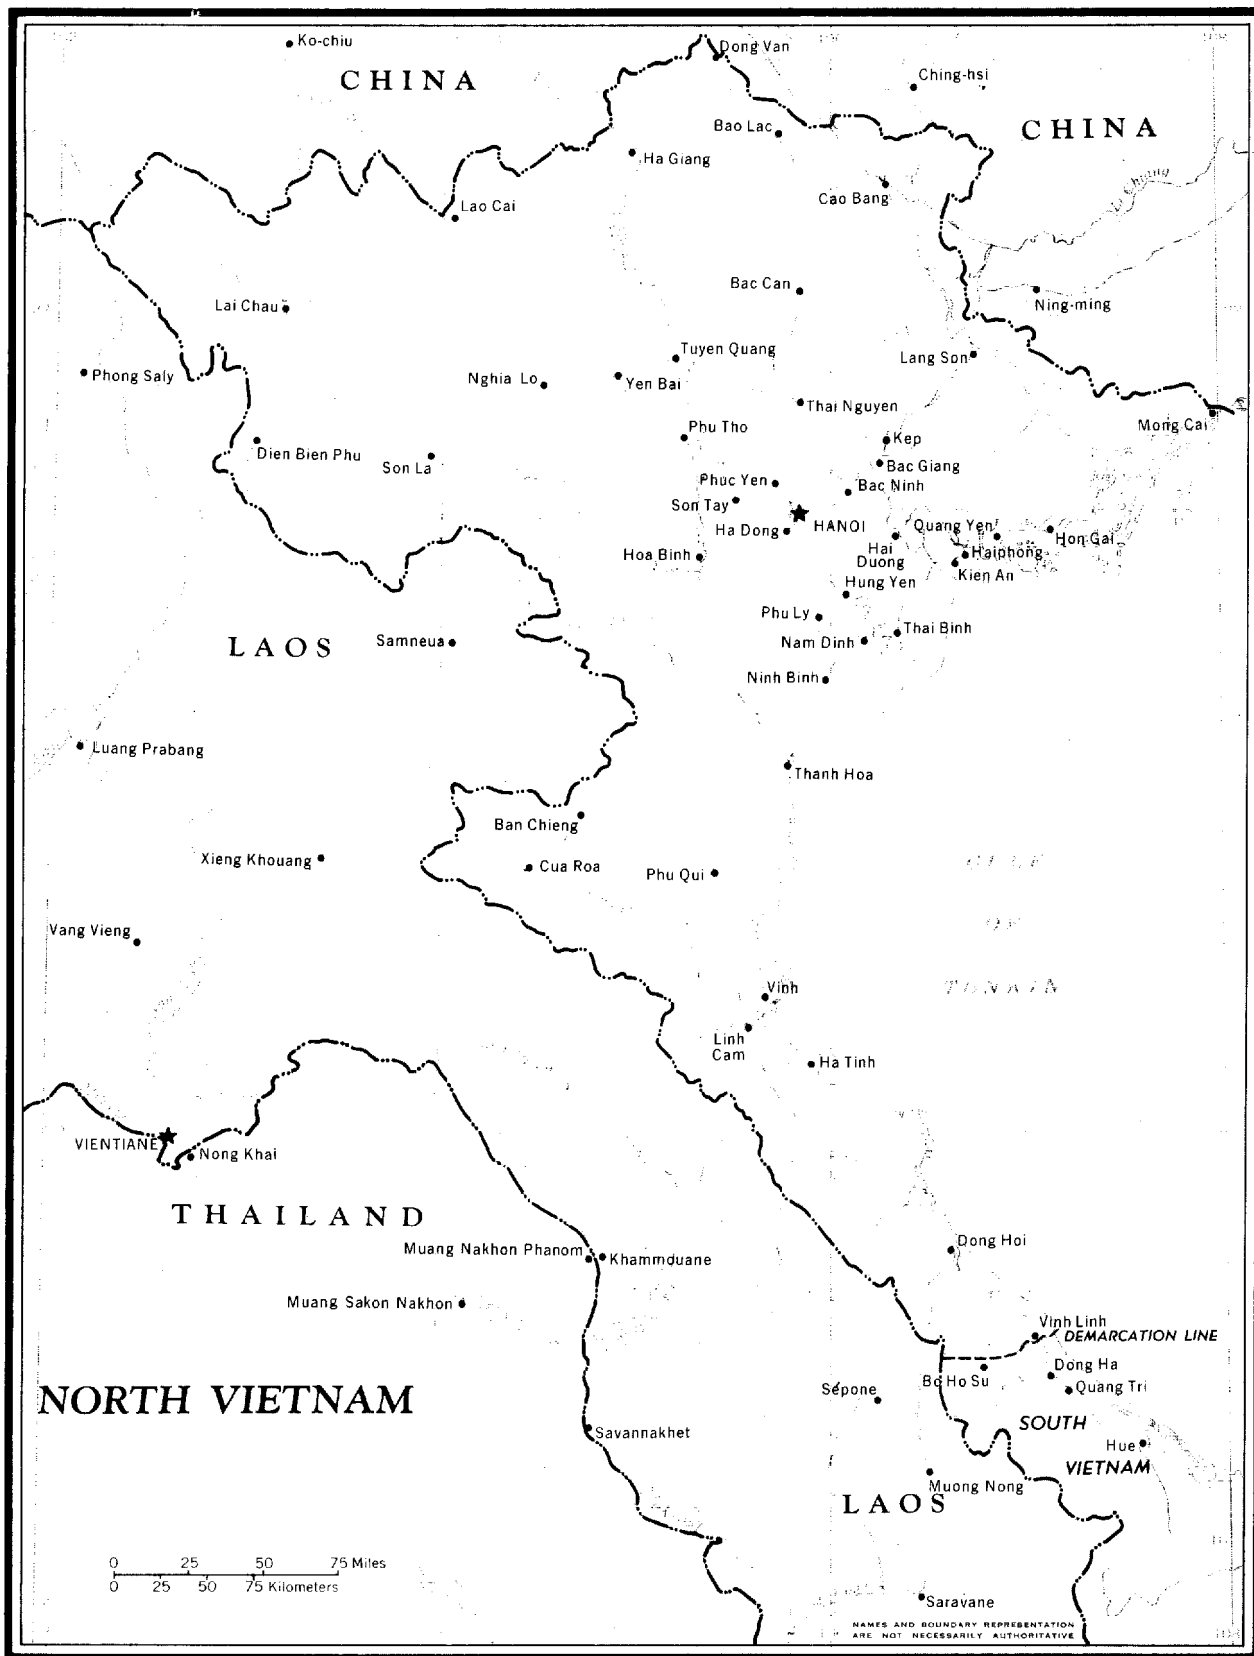 Ko-chiu
Dong Van
CHINA
Ching-hsi
Bao Lac
CHINA
Ha Giang
Cao Bang
Lao Cai
Bac Can
Lai Chau
Ning-ming
Tuyen Quang
Lang Son
Phong Saly
Nghia Lo
Yen Bai
Thai Nguyen
Mong Cai
Phu Tho
Kep
Dien Bien Phu
Son La
Bac Giang
Phuc Yen
Bac Ninh
Son Tay
HANOI
Quang Yen
Ha Dong
Hon Gai
Hoa Binh
Hai
Duong
Haiphong
Kien An
Hung Yen
Phu Ly
Thai Binh
LAOS
Samneua
Nam Dinh
Ninh Binh
Luang Prabang
Thanh Hoa
Ban Chieng
Xieng Khouang
Cua Roa
Phu Qui
GULF
OF
TONKIN
Vang Vieng
Vinh
Linh
Cam
Ha Tinh
VIENTIANE
Nong Khai
THAILAND
Dong Hoi
Muang Nakhon Phanom
Khammouane
Muang Sakon Nakhon
Vinh Linh
DEMARCATION LINE
Dong Ha
Bo Ho Su
Quang Tri
Sepone
NORTH VIETNAM
Savannakhet
SOUTH
VIETNAM
Hue
Muong Nong
LAOS
0 25 50 75 Miles
0 25 50 75 Kilometers
Saravane
NAMES AND BOUNDARY REPRESENTATION
ARE NOT NECESSARILY AUTHORITATIVE